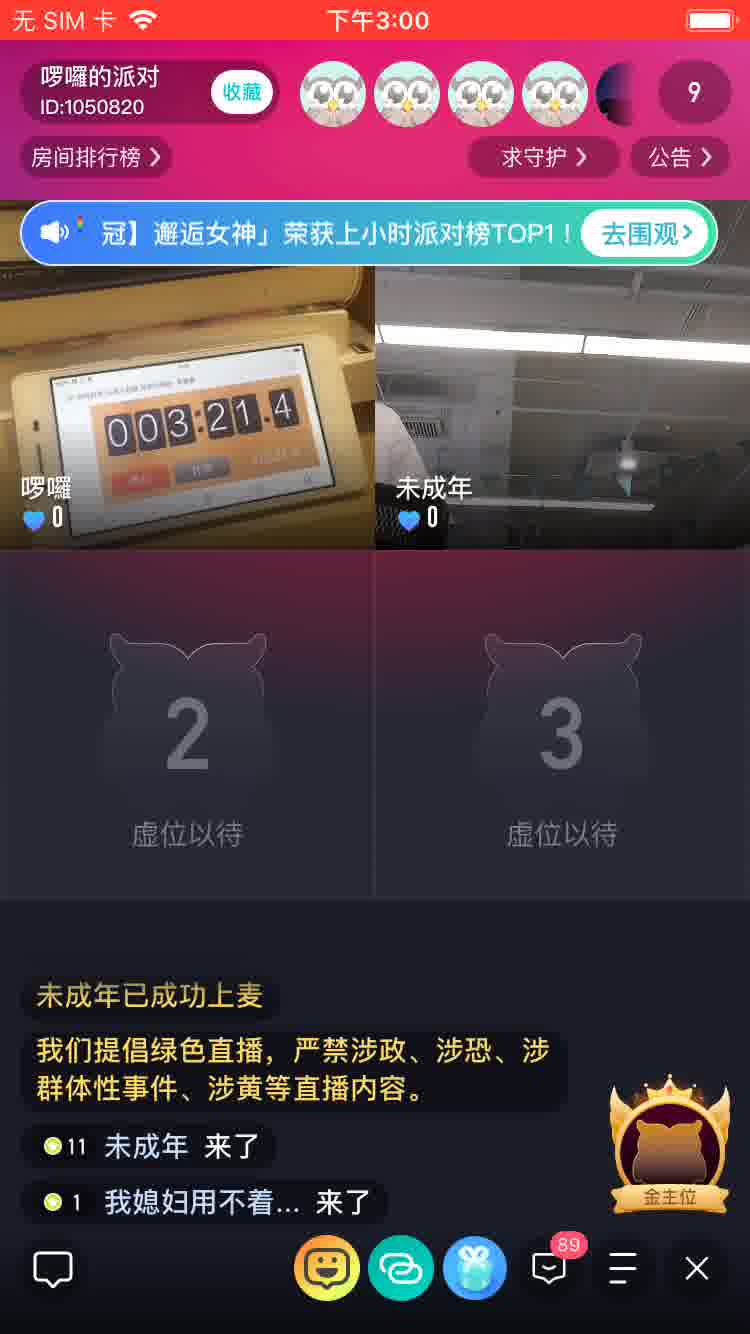 无 SIM 卡
下午3:00
啰囉的派对
ID:1050820
收藏
9
房间排行榜
求守护
公告
冠】邂逅女神」荣获上小时派对榜TOP1！
去围观
003:21.4
啰囉
0
未成年
0
2
虚位以待
3
虚位以待
未成年已成功上麦
我们提倡绿色直播，严禁涉政、涉恐、涉
群体性事件、涉黄等直播内容。
11 未成年 来了
1 我媳妇用不着... 来了
金主位
89